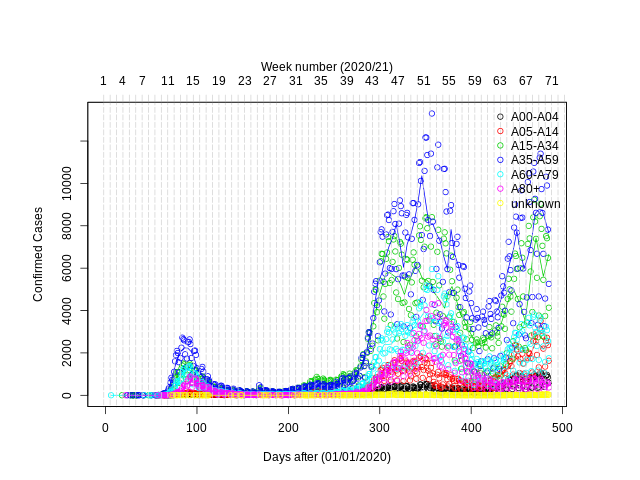 Week number (2020/21)
1 4 7 11 15 19 23 27 31 35 39 43 47 51 55 59 63 67 71
Confirmed Cases
0 2000 4000 6000 8000 10000
A00-A04
A05-A14
A15-A34
A35-A59
A60-A79
A80+
unknown
0 100 200 300 400 500
Days after (01/01/2020)